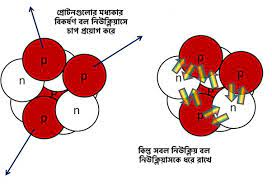 প্রোটনগুলোর মধ্যকার
বিকর্ষণ বল নিউক্লিয়াসে
চাপ প্রয়োগ করে
p
p
n
p
n
p
n
p
p
n
কিন্তু সবল নিউক্লিয় বল
নিউক্লিয়াসকে ধরে রাখে